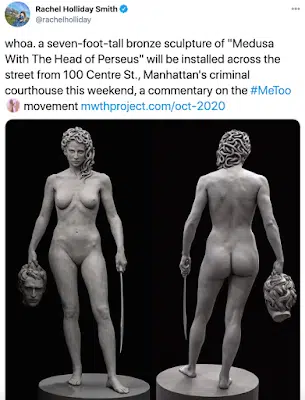 Rachel Holliday Smith
@rachelholliday
whoa. a seven-foot-tall bronze sculpture of "Medusa
With The Head of Perseus" will be installed across the
street from 100 Centre St., Manhattan's criminal
courthouse this weekend, a commentary on the #MeToo
movement mwthproject.com/oct-2020